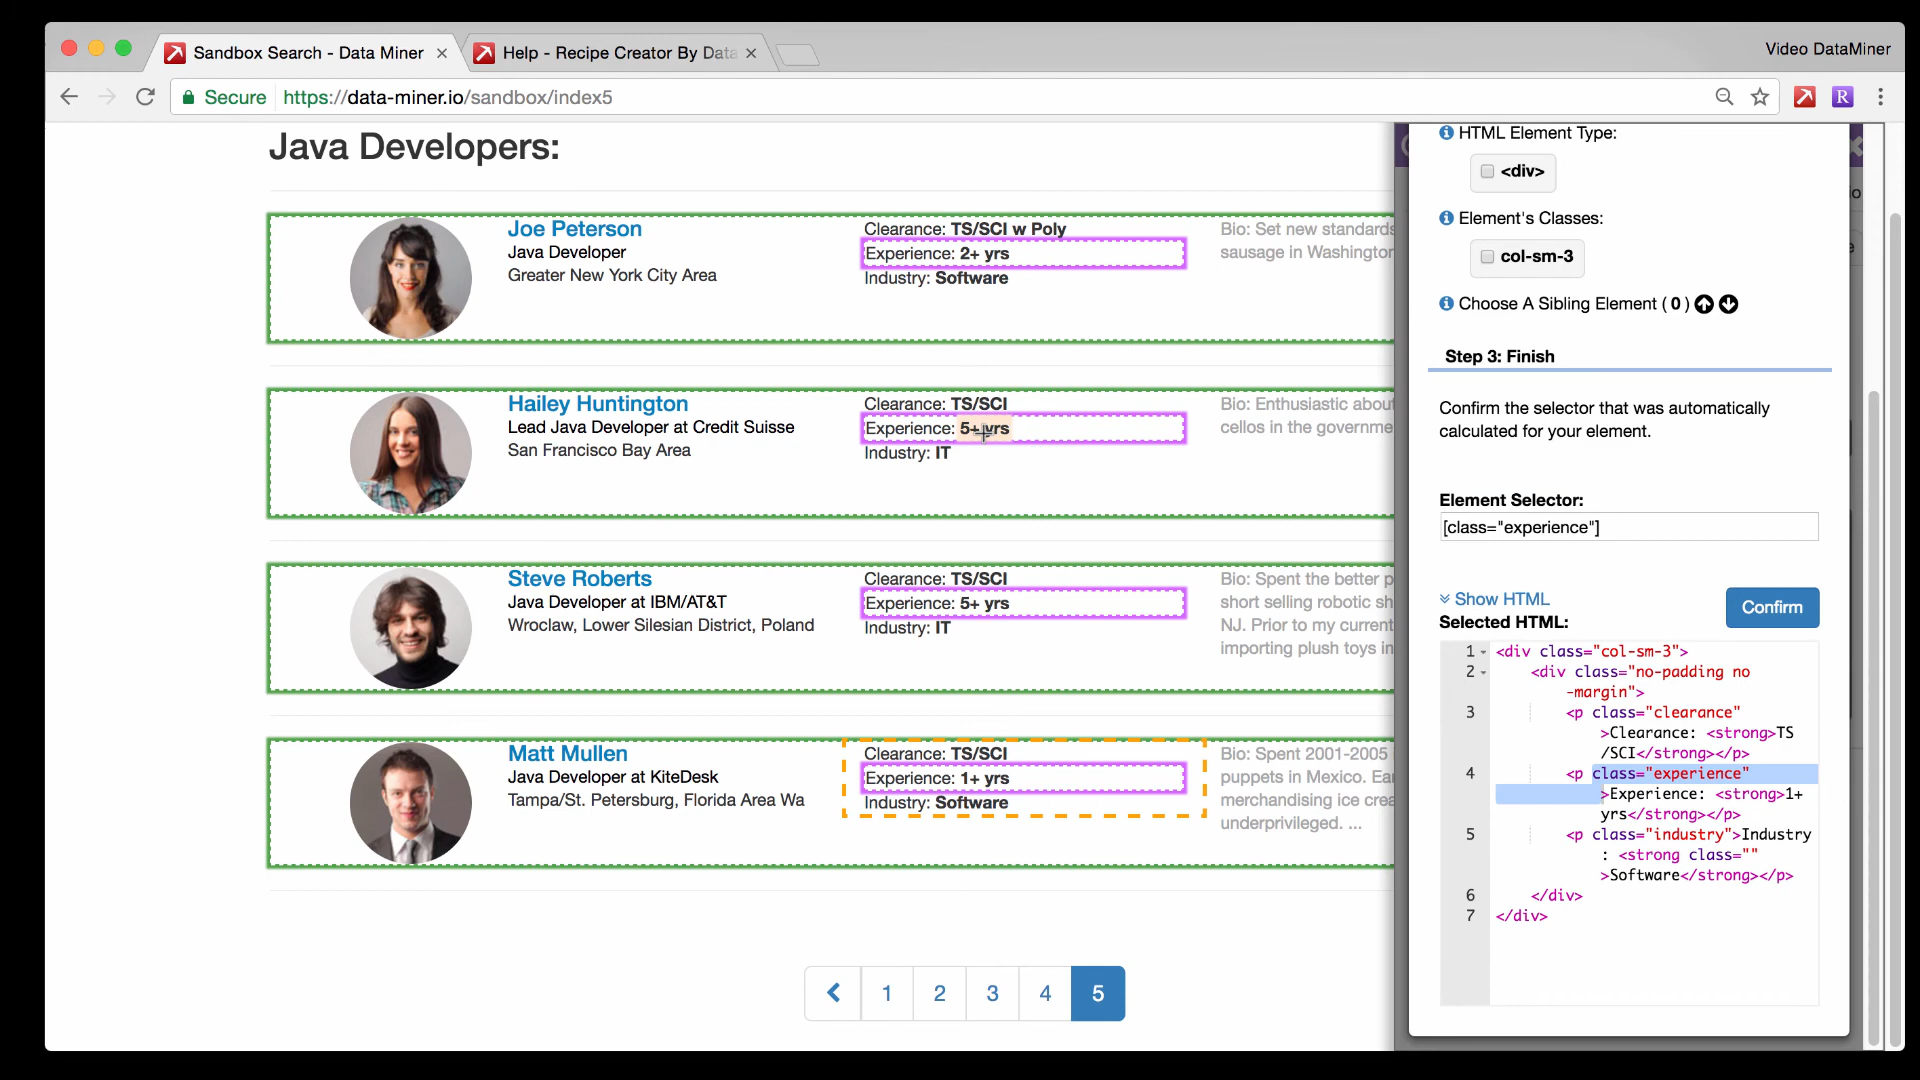 Sandbox Search - Data Miner
Help - Recipe Creator By Data
Video DataMiner
Secure https://data-miner.io/sandbox/index5
R
Java Developers:
Joe Peterson
Java Developer
Greater New York City Area
Clearance: TS/SCI w Poly
Experience: 2+ yrs
Industry: Software
Bio: Set new standards
sausage in Washington
Hailey Huntington
Lead Java Developer at Credit Suisse
San Francisco Bay Area
Clearance: TS/SCI
Experience: 5+ yrs
Industry: IT
Bio: Enthusiastic about
cellos in the governme
Steve Roberts
Java Developer at IBM/AT&T
Wroclaw, Lower Silesian District, Poland
Clearance: TS/SCI
Experience: 5+ yrs
Industry: IT
Bio: Spent the better p
short selling robotic sh
NJ. Prior to my current
importing plush toys in
Matt Mullen
Java Developer at KiteDesk
Tampa/St. Petersburg, Florida Area Wa
Clearance: TS/SCI
Experience: 1+ yrs
Industry: Software
Bio: Spent 2001-2005
puppets in Mexico. Ear
merchandising ice crea
underprivileged. ...
1 2 3 4 5
HTML Element Type:
<div>
Element's Classes:
col-sm-3
Choose A Sibling Element ( 0 )
Step 3: Finish
Confirm the selector that was automatically
calculated for your element.
Element Selector:
[class="experience"]
Show HTML
Selected HTML:
Confirm
1 <div class="col-sm-3">
2 <div class="no-padding no
-margin">
3 <p class="clearance"
>Clearance: <strong>TS
/SCI</strong></p>
4 <p class="experience"
>Experience: <strong>1+
yrs</strong></p>
5 <p class="industry">Industry
: <strong class=""
>Software</strong></p>
6 </div>
7 </div>